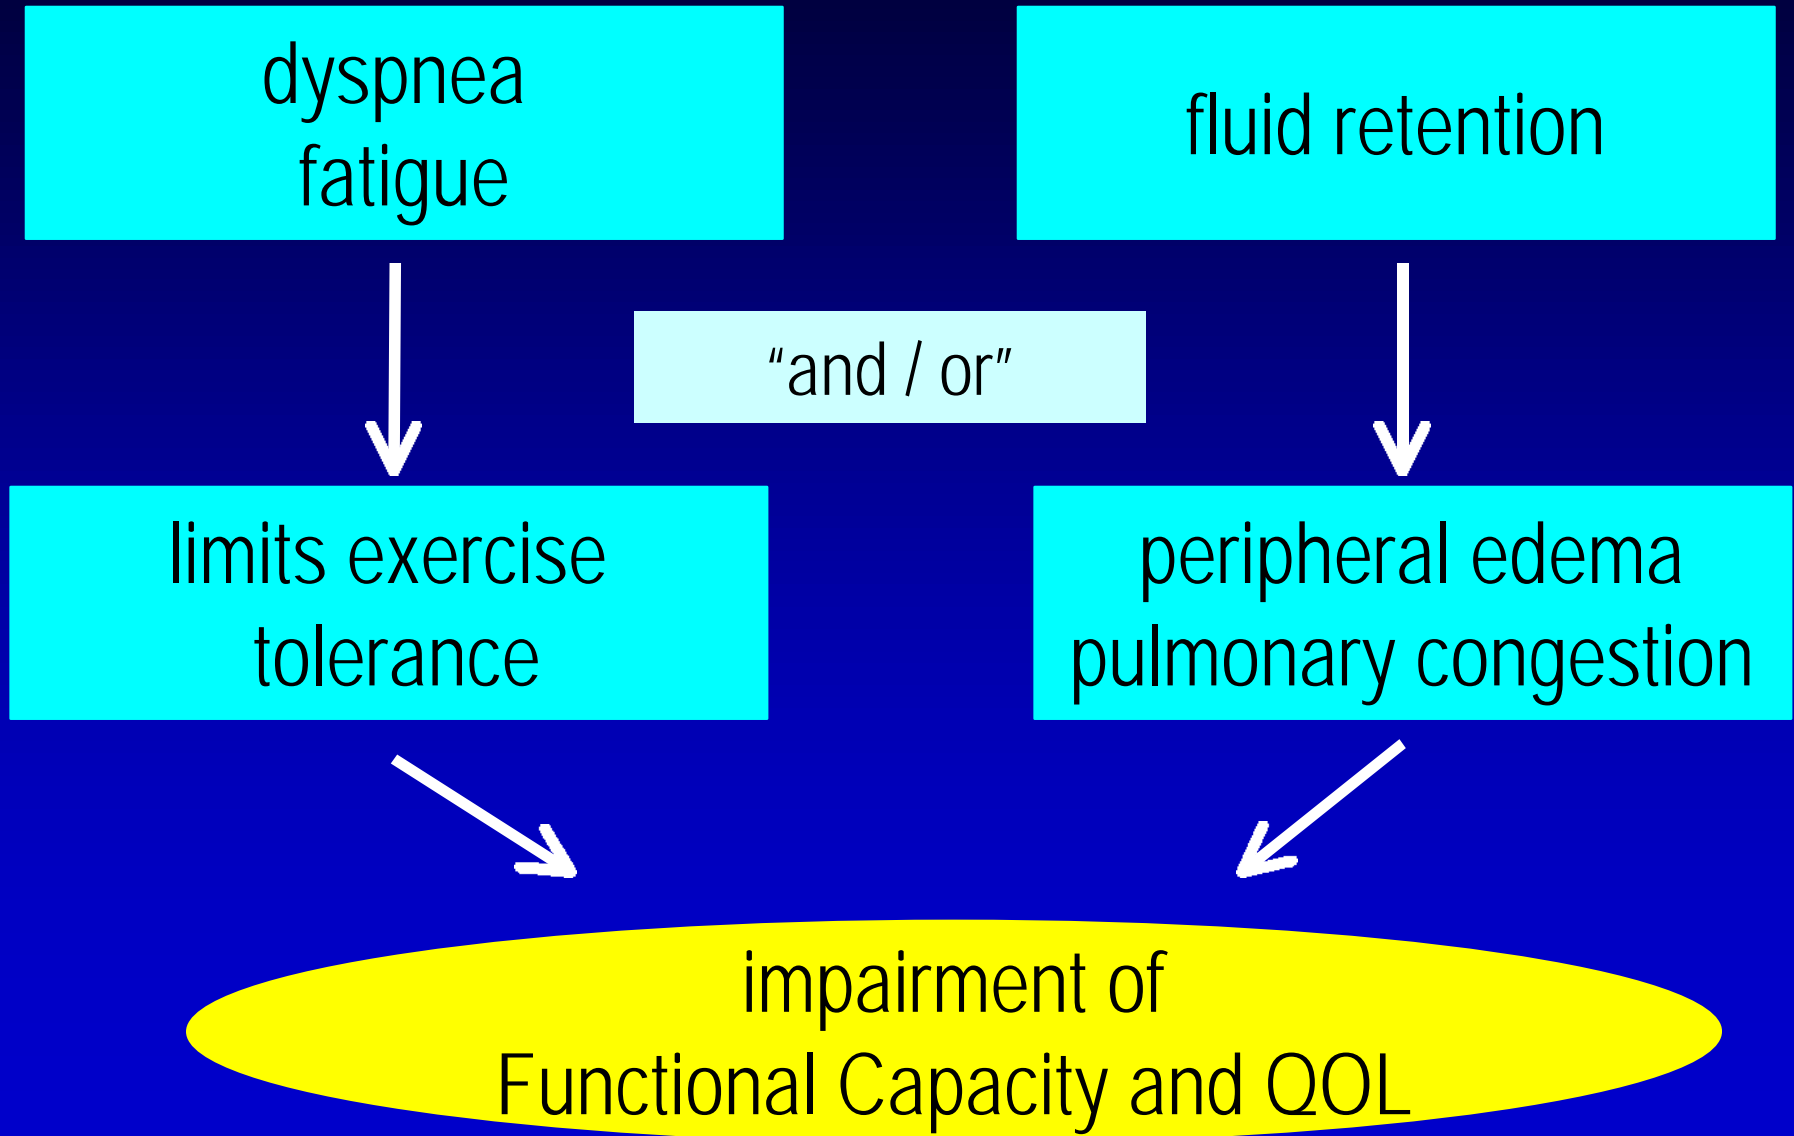 dyspnea
fatigue
fluid retention
“and / or”
limits exercise
tolerance
peripheral edema
pulmonary congestion
impairment of
Functional Capacity and QOL